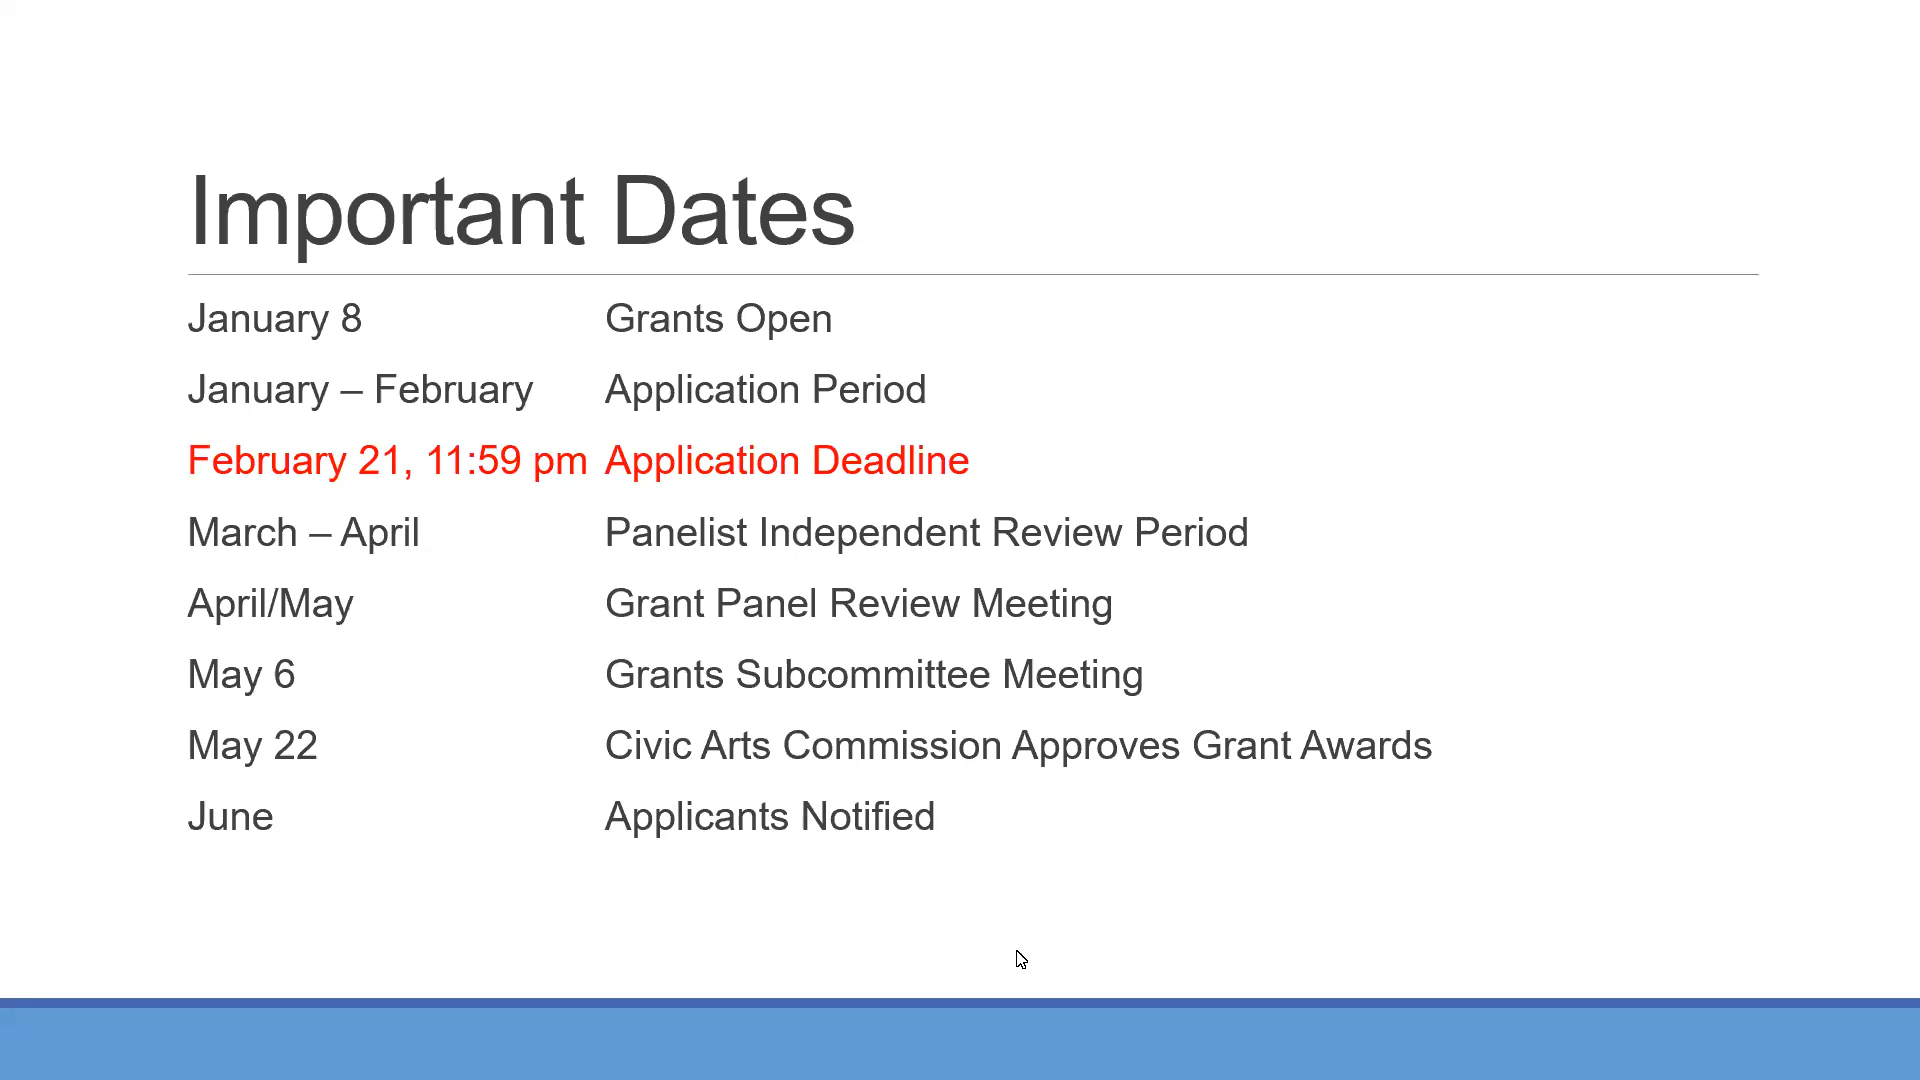 Important Dates
January 8 Grants Open
January – February Application Period
February 21, 11:59 pm Application Deadline
March – April Panelist Independent Review Period
April/May Grant Panel Review Meeting
May 6 Grants Subcommittee Meeting
May 22 Civic Arts Commission Approves Grant Awards
June Applicants Notified